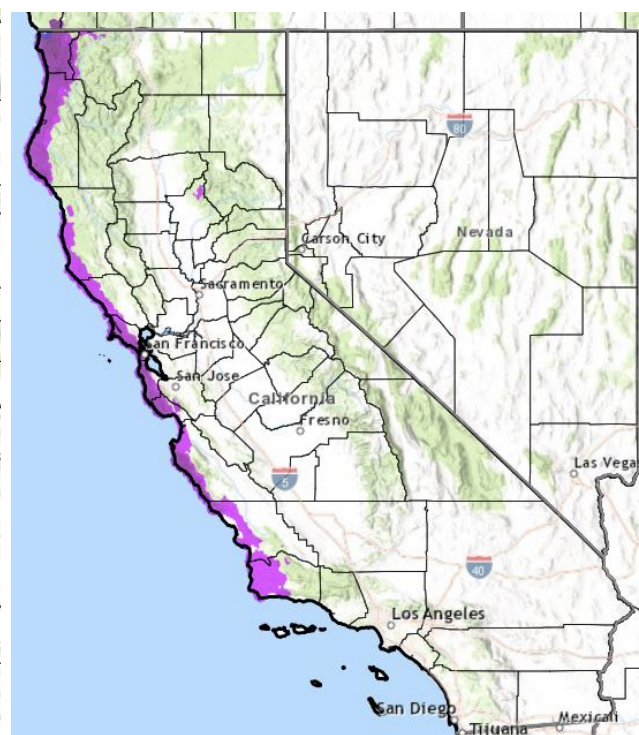 80
Nevada
Carson City
Sacramento
San Francisco
San Jose
California
Fresno
5
Las Vega
40
Los Angeles
San Diego
Tijuana
Mexicali